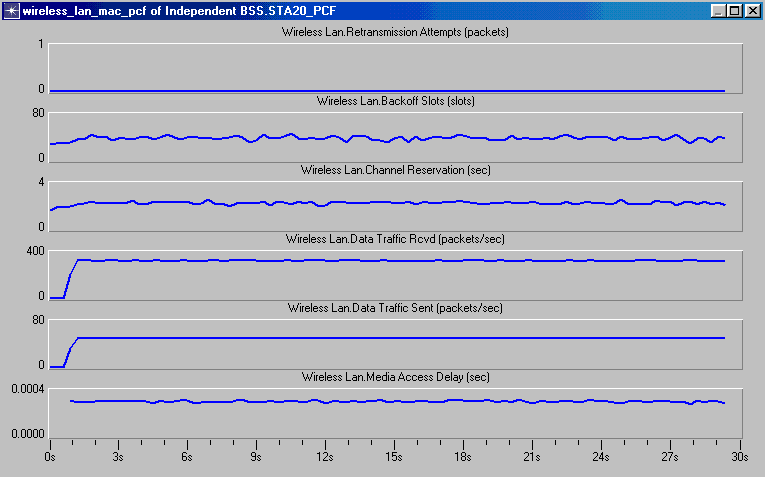 wireless_lan_mac_pcf of Independent BSS.STA20_PCF
Wireless Lan.Retransmission Attempts (packets)
1
0
Wireless Lan.Backoff Slots (slots)
80
0
Wireless Lan.Channel Reservation (sec)
4
0
Wireless Lan.Data Traffic Rcvd (packets/sec)
400
0
Wireless Lan.Data Traffic Sent (packets/sec)
80
0
Wireless Lan.Media Access Delay (sec)
0.0004
0.0000
0s 3s 6s 9s 12s 15s 18s 21s 24s 27s 30s